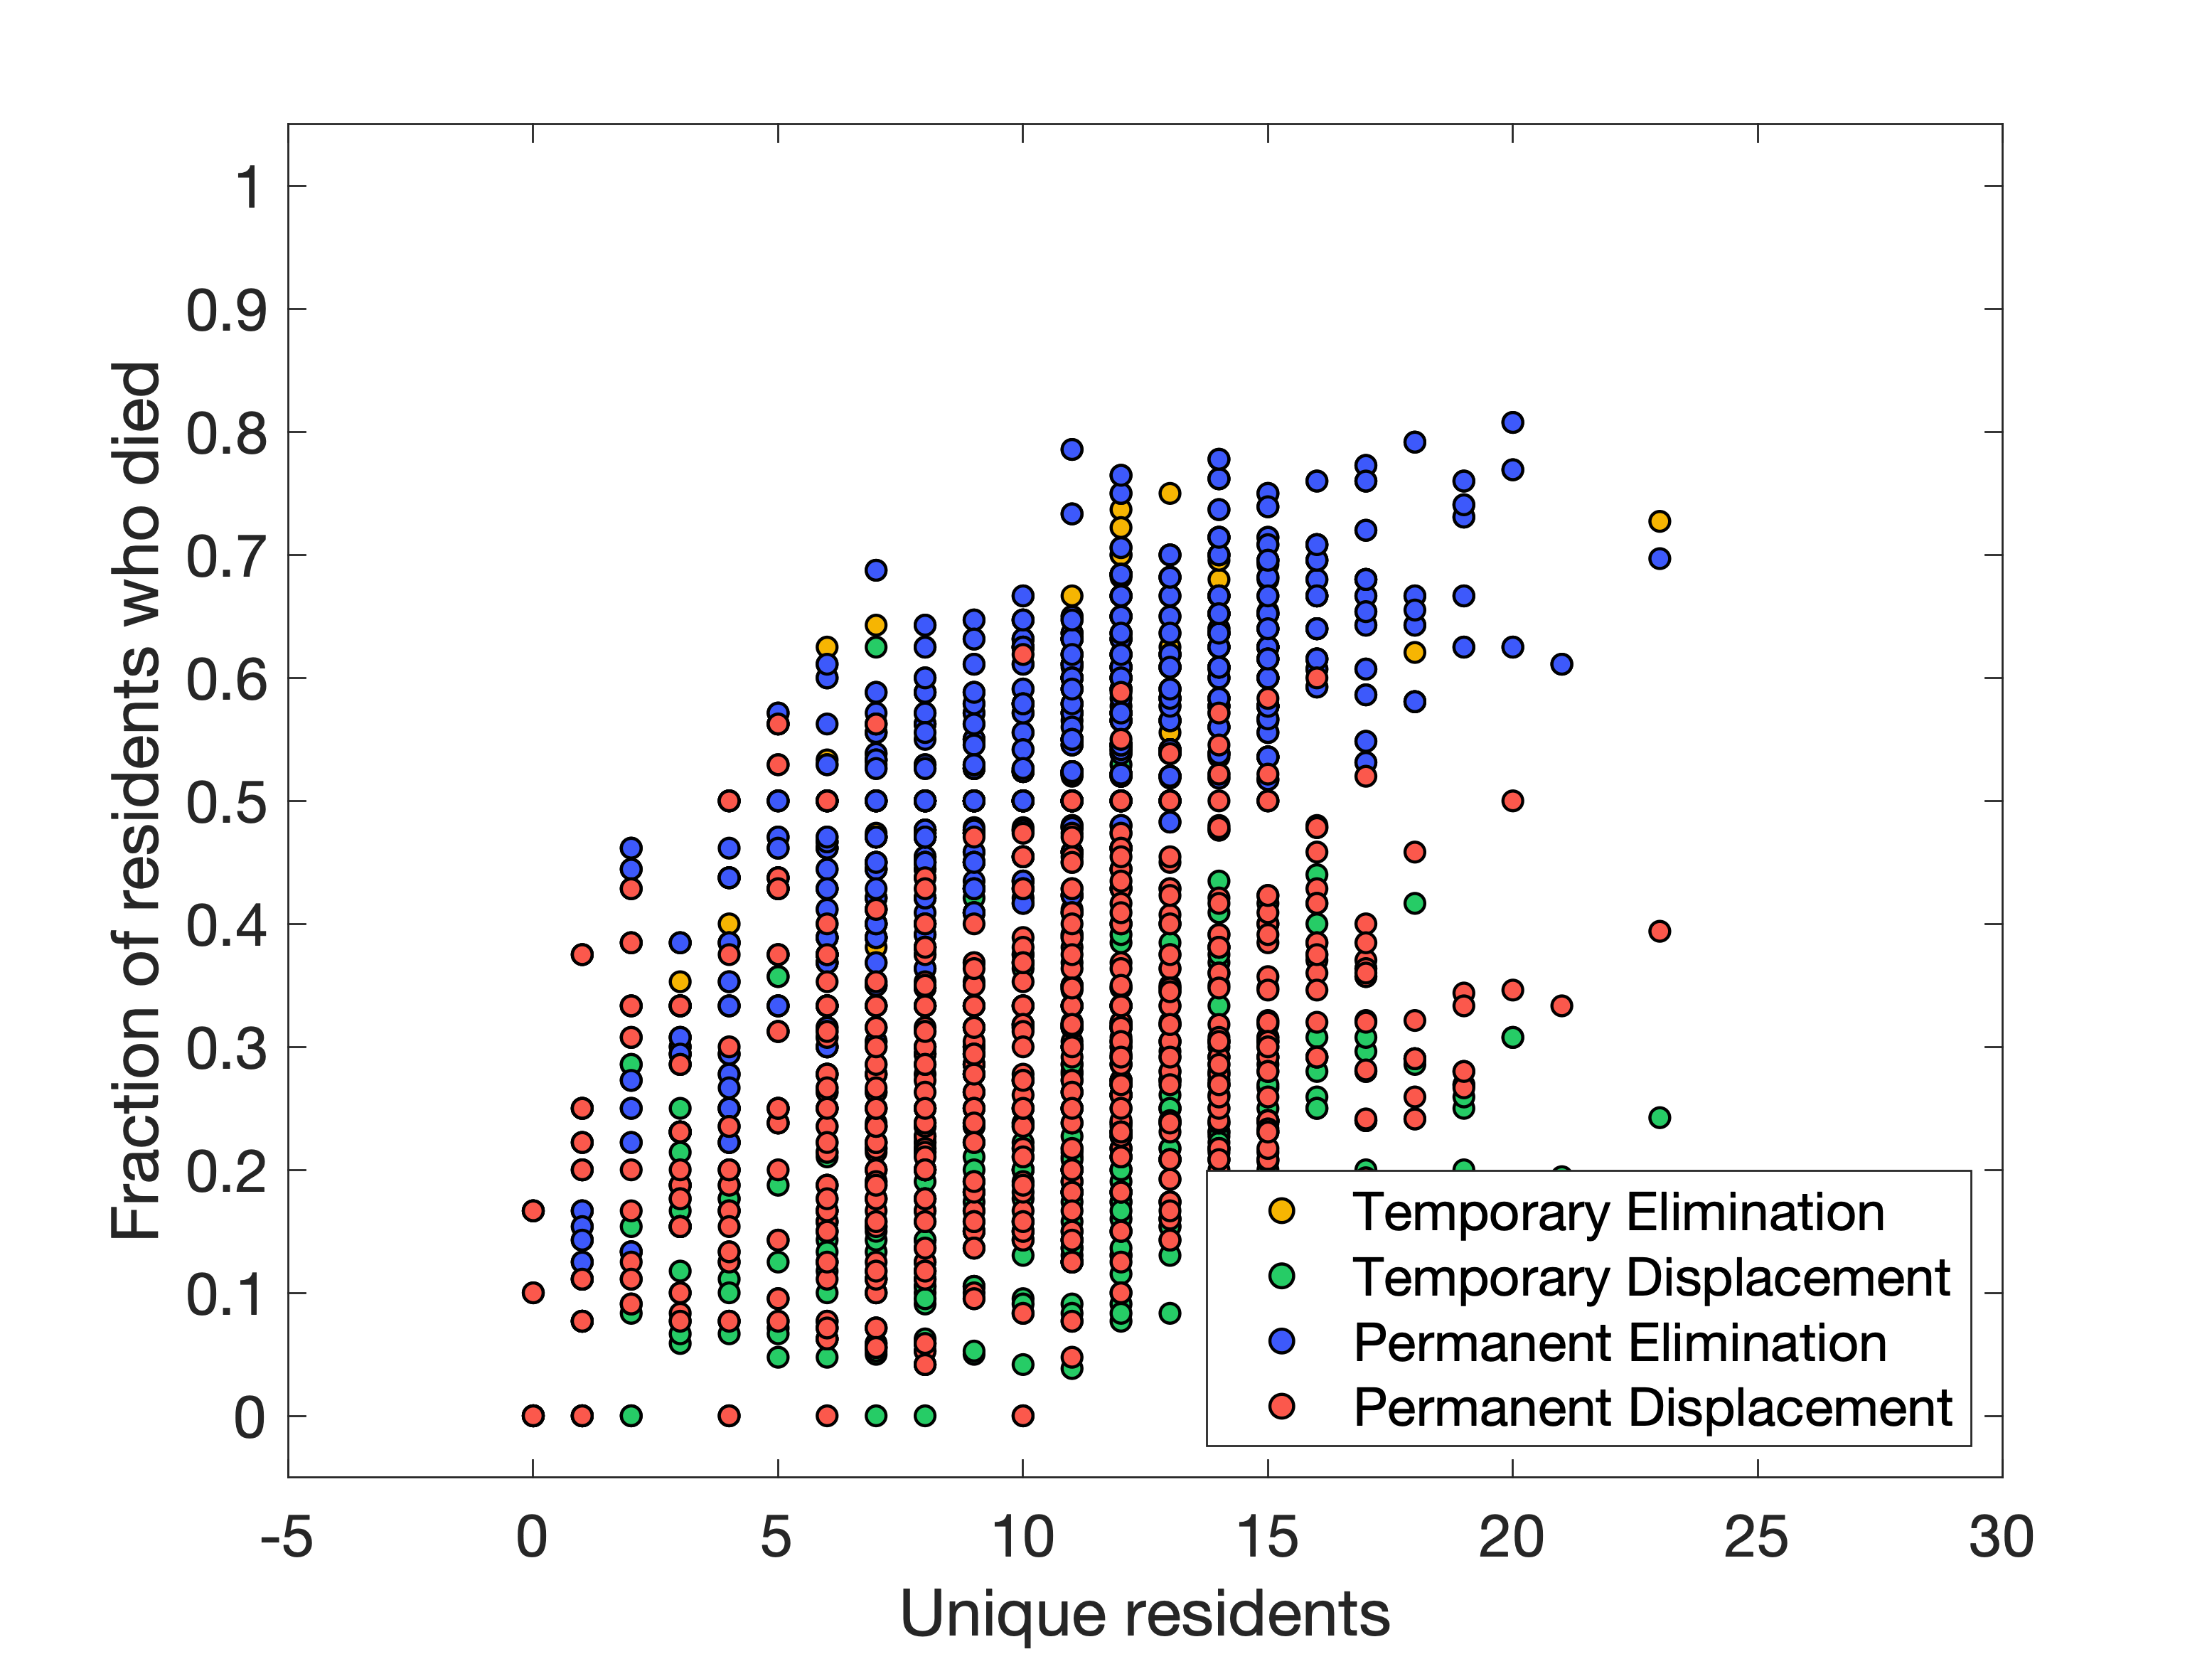 1
0.9
0.8
0.7
0.6
0.5
0.4
0.3
0.2
0.1
0
Fraction of residents who died
Temporary Elimination
Temporary Displacement
Permanent Elimination
Permanent Displacement
-5 0 5 10 15 20 25 30
Unique residents